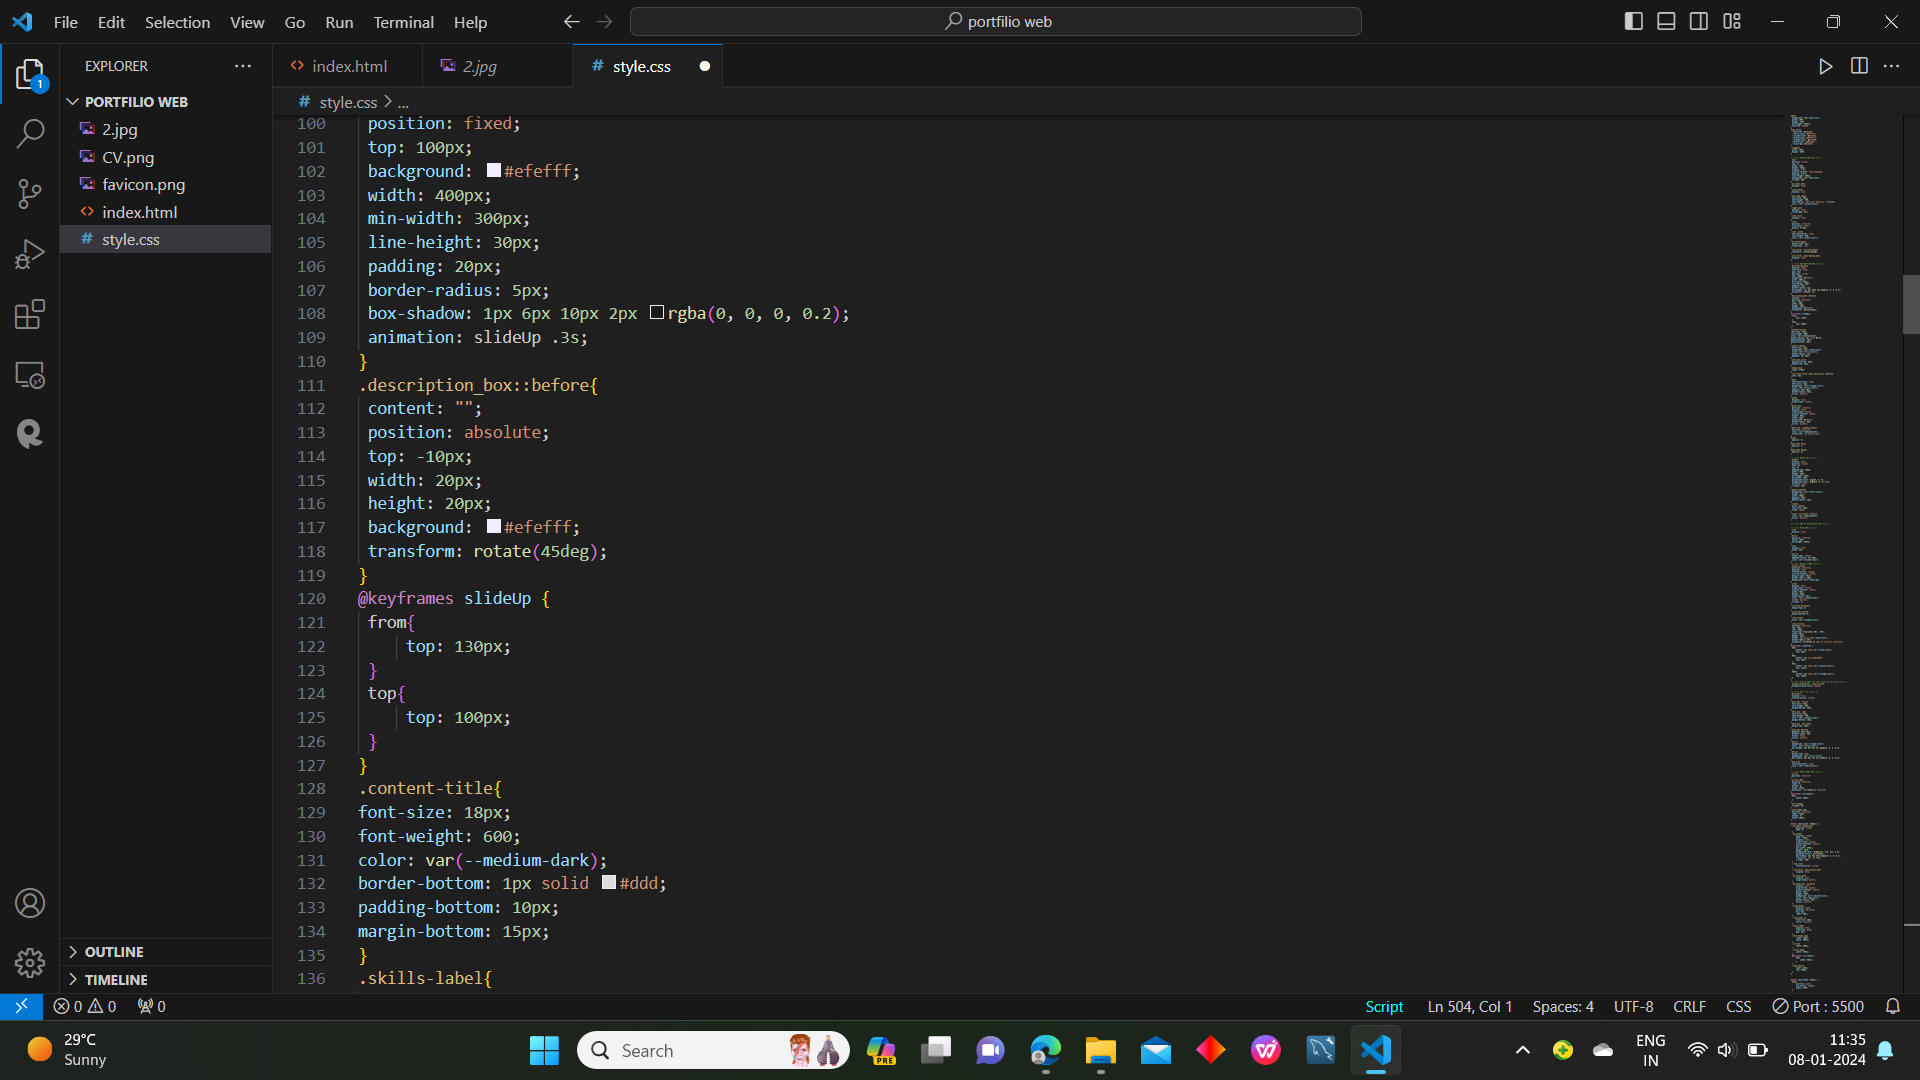 File Edit Selection View Go Run Terminal Help
portfilio web
EXPLORER
index.html
2.jpg
# style.css
1
PORTFILIO WEB
2.jpg
CV.png
favicon.png
index.html
# style.css
# style.css > ...
100 position: fixed;
101 top: 100px;
102 background: #efefff;
103 width: 400px;
104 min-width: 300px;
105 line-height: 30px;
106 padding: 20px;
107 border-radius: 5px;
108 box-shadow: 1px 6px 10px 2px rgba(0, 0, 0, 0.2);
109 animation: slideUp .3s;
110 }
111 .description_box::before{
112 content: "";
113 position: absolute;
114 top: -10px;
115 width: 20px;
116 height: 20px;
117 background: #efefff;
118 transform: rotate(45deg);
119 }
120 @keyframes slideUp {
121 from{
122 top: 130px;
123 }
124 top{
125 top: 100px;
126 }
127 }
128 .content-title{
129 font-size: 18px;
130 font-weight: 600;
131 color: var(--medium-dark);
132 border-bottom: 1px solid #ddd;
133 padding-bottom: 10px;
134 margin-bottom: 15px;
135 }
136 .skills-label{
OUTLINE
TIMELINE
0 0 0
Script Ln 504, Col 1 Spaces: 4 UTF-8 CRLF CSS Port : 5500
29°C
Sunny
Search
PRE
ENG
IN
11:35
08-01-2024